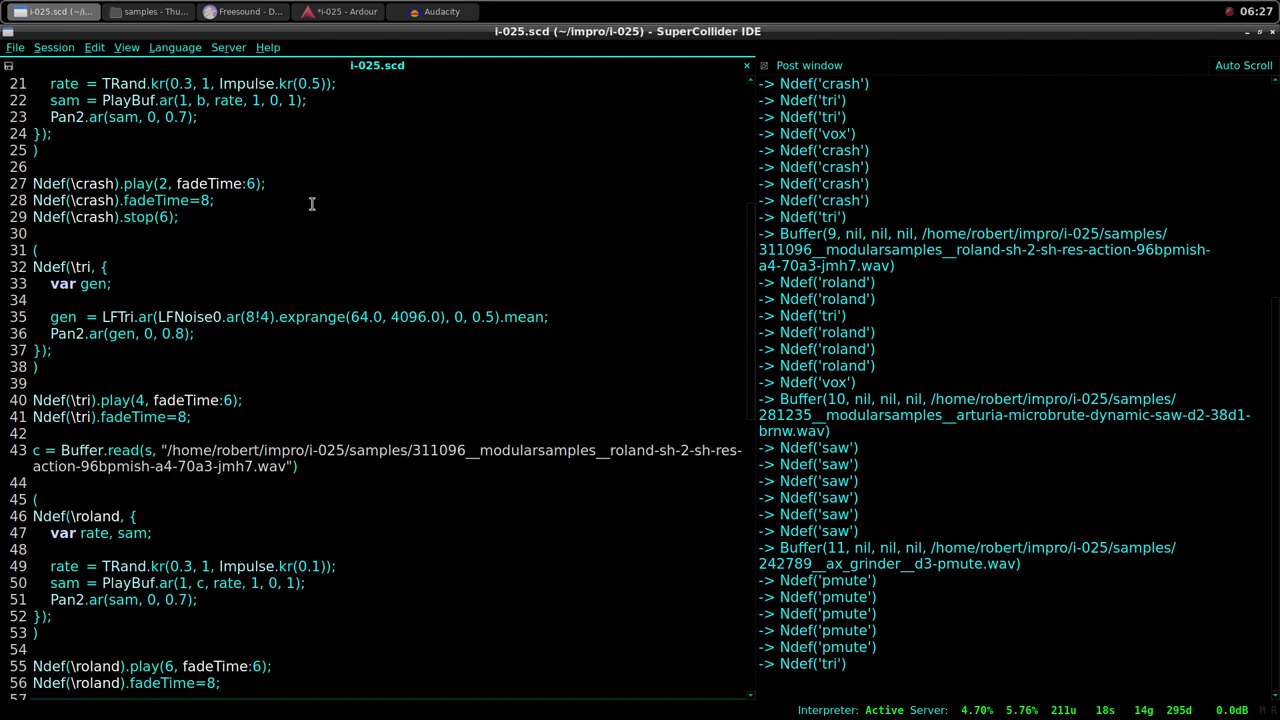 i-025.scd (~/i...
samples - Thu...
Freesound - D...
*i-025 - Ardour
Audacity
06:27
i-025.scd (~/impro/i-025) - SuperCollider IDE
File Session Edit View Language Server Help
i-025.scd
21 rate = TRand.kr(0.3, 1, Impulse.kr(0.5));
22 sam = PlayBuf.ar(1, b, rate, 1, 0, 1);
23 Pan2.ar(sam, 0, 0.7);
24 });
25 )
26
27 Ndef(\crash).play(2, fadeTime:6);
28 Ndef(\crash).fadeTime=8;
29 Ndef(\crash).stop(6);
30
31 (
32 Ndef(\tri, {
33 var gen;
34
35 gen = LFTri.ar(LFNoise0.ar(8!4).exprange(64.0, 4096.0), 0, 0.5).mean;
36 Pan2.ar(gen, 0, 0.8);
37 });
38 )
39
40 Ndef(\tri).play(4, fadeTime:6);
41 Ndef(\tri).fadeTime=8;
42
43 c = Buffer.read(s, "/home/robert/impro/i-025/samples/311096__modularsamples__roland-sh-2-sh-res-
action-96bpmish-a4-70a3-jmh7.wav")
44
45 (
46 Ndef(\roland, {
47 var rate, sam;
48
49 rate = TRand.kr(0.3, 1, Impulse.kr(0.1));
50 sam = PlayBuf.ar(1, c, rate, 1, 0, 1);
51 Pan2.ar(sam, 0, 0.7);
52 });
53 )
54
55 Ndef(\roland).play(6, fadeTime:6);
56 Ndef(\roland).fadeTime=8;
57
Post window
Auto Scroll
-> Ndef('crash')
-> Ndef('tri')
-> Ndef('tri')
-> Ndef('vox')
-> Ndef('crash')
-> Ndef('crash')
-> Ndef('crash')
-> Ndef('crash')
-> Ndef('tri')
-> Buffer(9, nil, nil, nil, /home/robert/impro/i-025/samples/
311096__modularsamples__roland-sh-2-sh-res-action-96bpmish-
a4-70a3-jmh7.wav)
-> Ndef('roland')
-> Ndef('roland')
-> Ndef('tri')
-> Ndef('roland')
-> Ndef('roland')
-> Ndef('roland')
-> Ndef('vox')
-> Buffer(10, nil, nil, nil, /home/robert/impro/i-025/samples/
281235__modularsamples__arturia-microbrute-dynamic-saw-d2-38d1-
brnw.wav)
-> Ndef('saw')
-> Ndef('saw')
-> Ndef('saw')
-> Ndef('saw')
-> Ndef('saw')
-> Ndef('saw')
-> Buffer(11, nil, nil, nil, /home/robert/impro/i-025/samples/
242789__ax_grinder__d3-pmute.wav)
-> Ndef('pmute')
-> Ndef('pmute')
-> Ndef('pmute')
-> Ndef('pmute')
-> Ndef('pmute')
-> Ndef('tri')
Interpreter: Active Server: 4.70% 5.76% 211u 18s 14g 295d 0.0dB M R